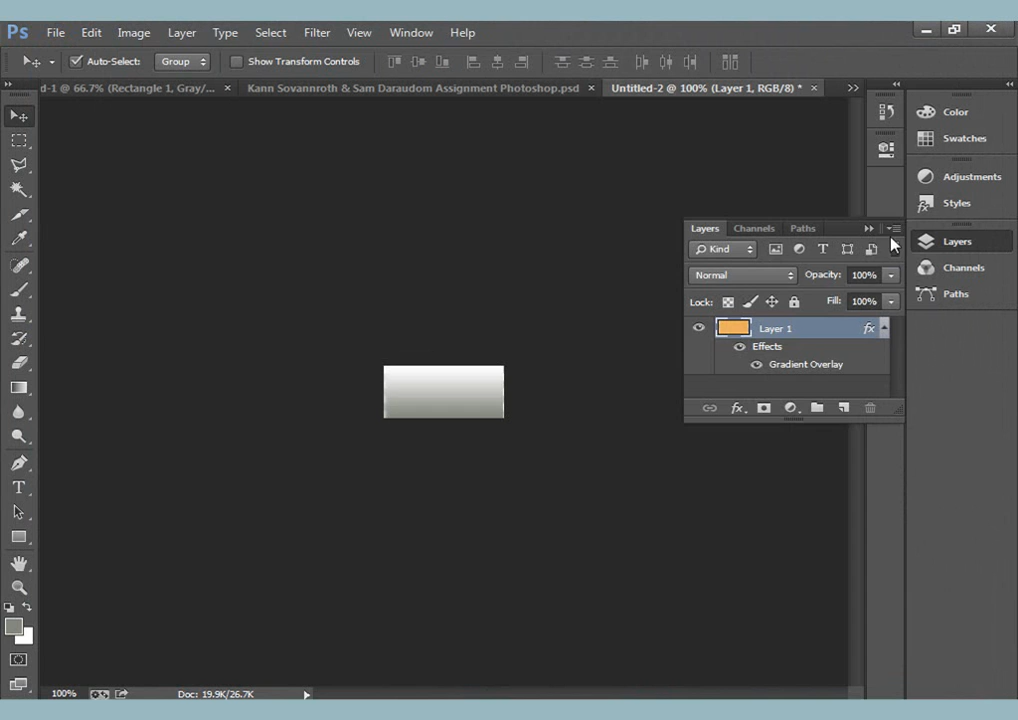 Ps File Edit Image Layer Type Select Filter View Window Help
Auto-Select: Group Show Transform Controls
d-1 @ 66.7% (Rectangle 1, Gray/... × Kann Sovannroth & Sam Daraudom Assignment Photoshop.psd × Untitled-2 @ 100% (Layer 1, RGB/8) * ×
Color
Swatches
Adjustments
Styles
Layers
Channels
Paths
Layers Channels Paths
Kind
Normal Opacity: 100%
Lock: Fill: 100%
Layer 1 fx
Effects
Gradient Overlay
fx.
100% Doc: 19.9K/26.7K